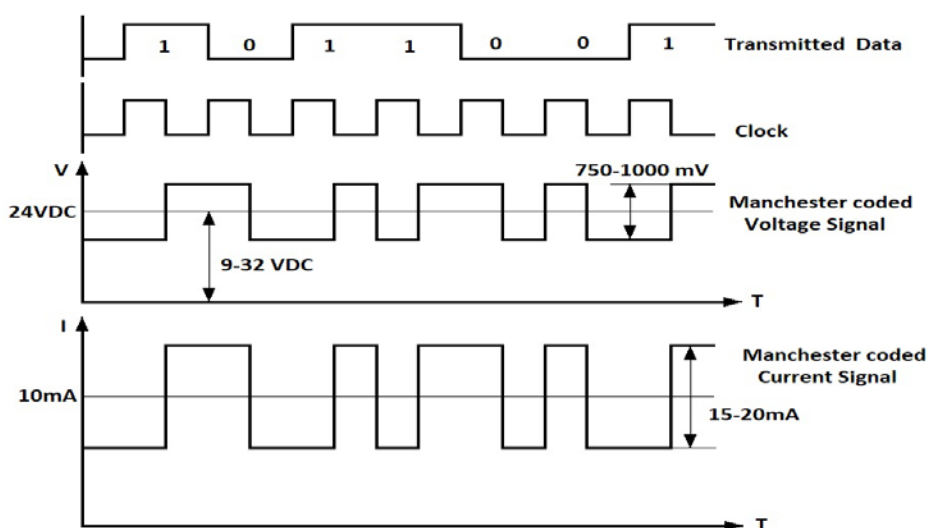 1 0 1 1 0 0 1 Transmitted Data
Clock
V
750-1000 mV
24VDC
Manchester coded
Voltage Signal
9-32 VDC
T
I
Manchester coded
Current Signal
10mA
15-20mA
T